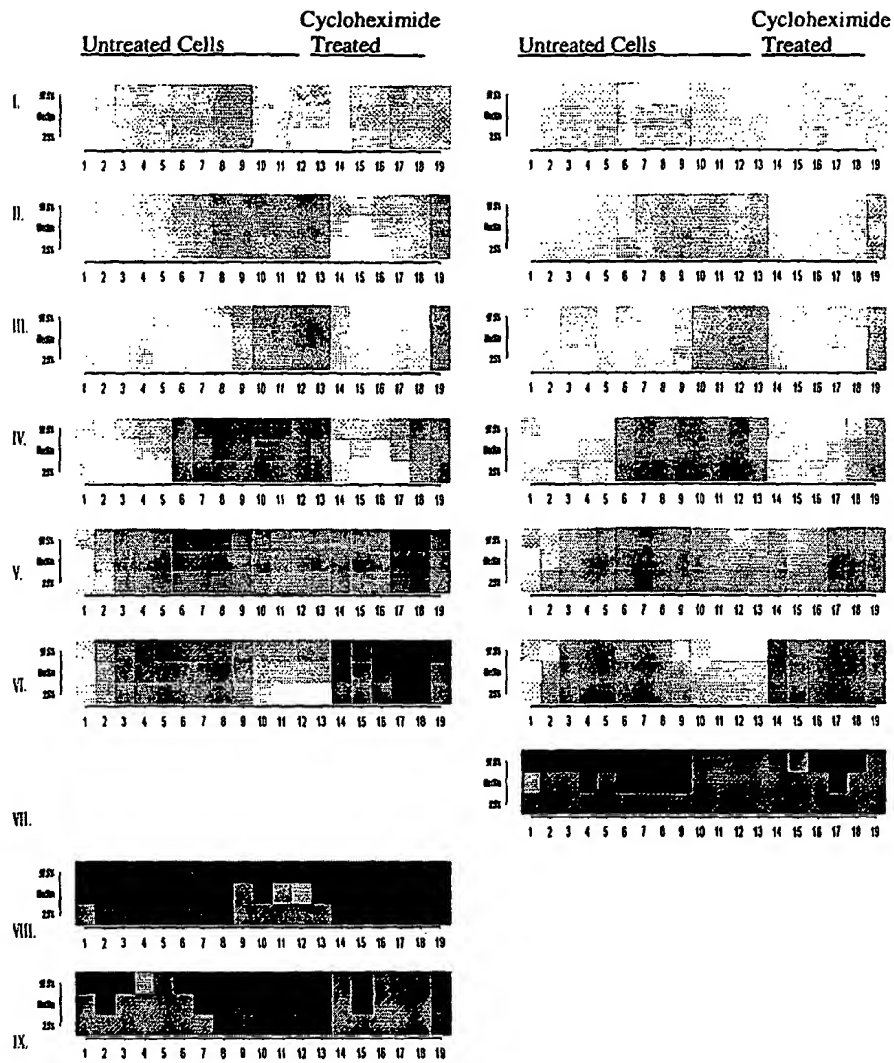 Cycloheximide Cycloheximide
Untreated Cells Treated Untreated Cells Treated
I.
1 2 3 4 5 6 7 8 9 10 11 12 13 14 15 16 17 18 19 1 2 3 4 5 6 7 8 9 10 11 12 13 14 15 16 17 18 19
II.
1 2 3 4 5 6 7 8 9 10 11 12 13 14 15 16 17 18 19 1 2 3 4 5 6 7 8 9 10 11 12 13 14 15 16 17 18 19
III.
1 2 3 4 5 6 7 8 9 10 11 12 13 14 15 16 17 18 19 1 2 3 4 5 6 7 8 9 10 11 12 13 14 15 16 17 18 19
IV.
1 2 3 4 5 6 7 8 9 10 11 12 13 14 15 16 17 18 19 1 2 3 4 5 6 7 8 9 10 11 12 13 14 15 16 17 18 19
V.
1 2 3 4 5 6 7 8 9 10 11 12 13 14 15 16 17 18 19 1 2 3 4 5 6 7 8 9 10 11 12 13 14 15 16 17 18 19
VI.
1 2 3 4 5 6 7 8 9 10 11 12 13 14 15 16 17 18 19 1 2 3 4 5 6 7 8 9 10 11 12 13 14 15 16 17 18 19
VII.
1 2 3 4 5 6 7 8 9 10 11 12 13 14 15 16 17 18 19
VIII.
1 2 3 4 5 6 7 8 9 10 11 12 13 14 15 16 17 18 19
IX.
1 2 3 4 5 6 7 8 9 10 11 12 13 14 15 16 17 18 19